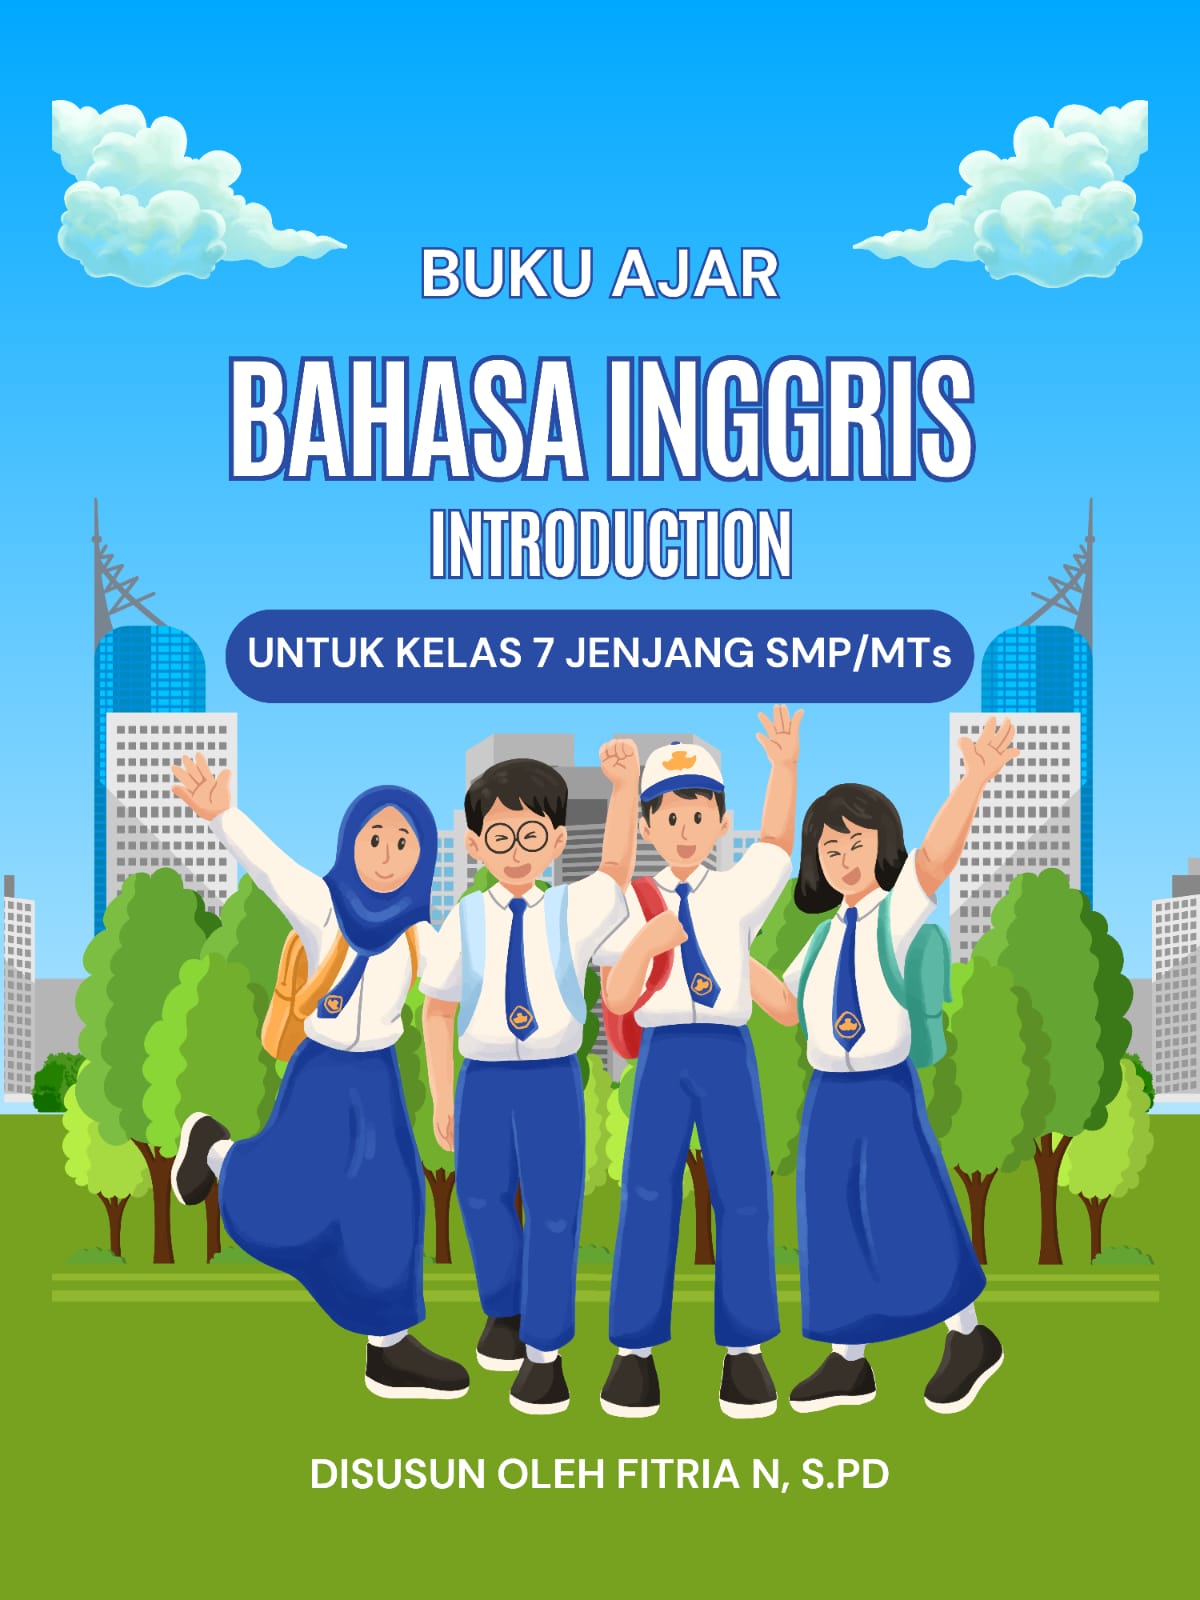 BUKU AJAR
BAHASA INGGRIS
INTRODUCTION
UNTUK KELAS 7 JENJANG SMP/MTs
DISUSUN OLEH FITRIA N, S.PD